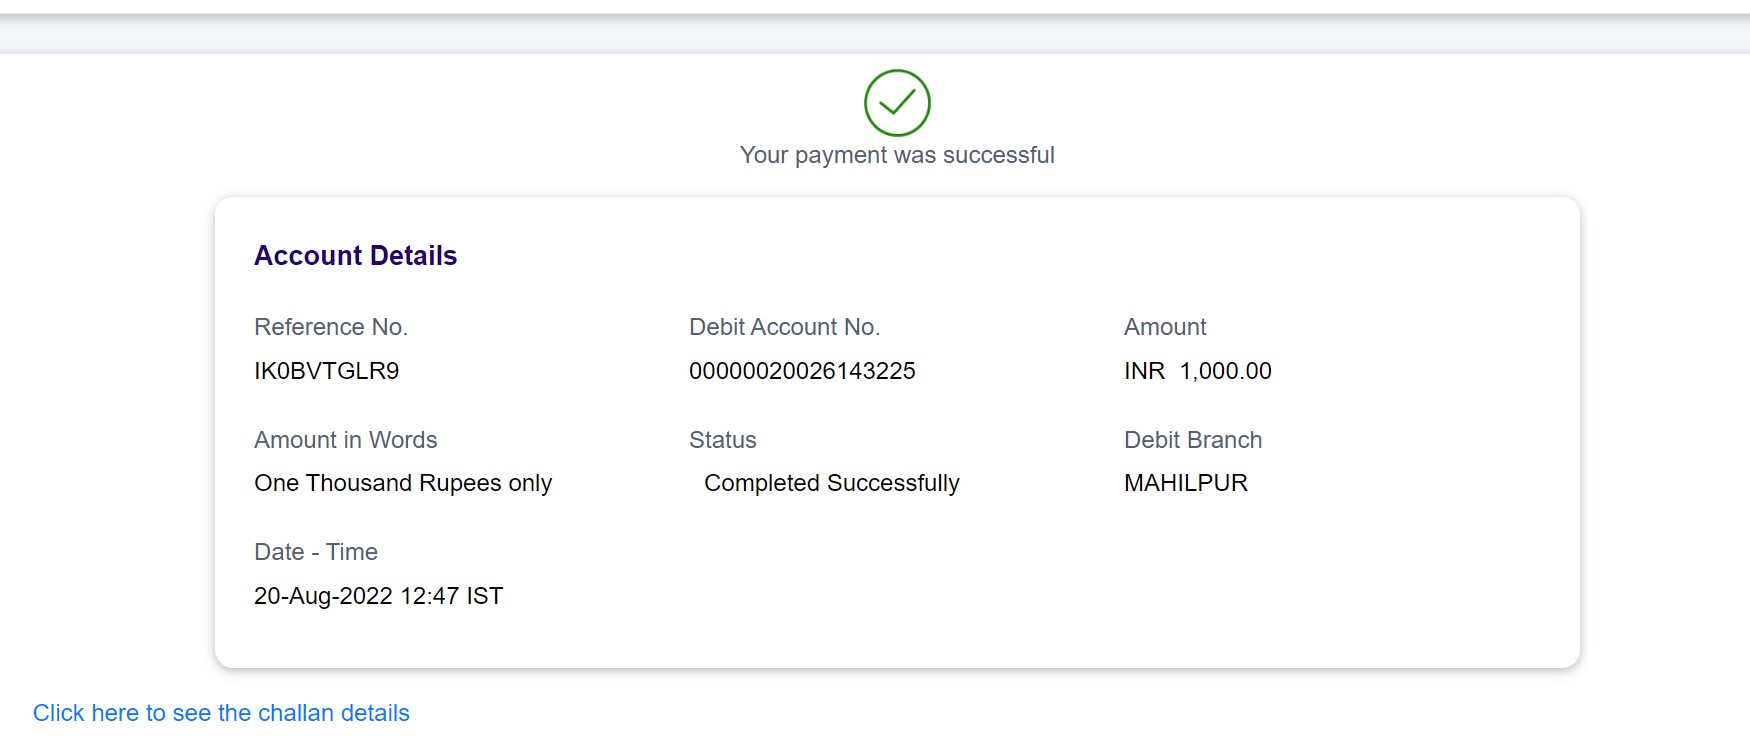 Your payment was successful
Account Details
Reference No.
Debit Account No.
Amount
IK0BVTGLR9
00000020026143225
INR 1,000.00
Amount in Words
Status
Debit Branch
One Thousand Rupees only
Completed Successfully
MAHILPUR
Date - Time
20-Aug-2022 12:47 IST
Click here to see the challan details